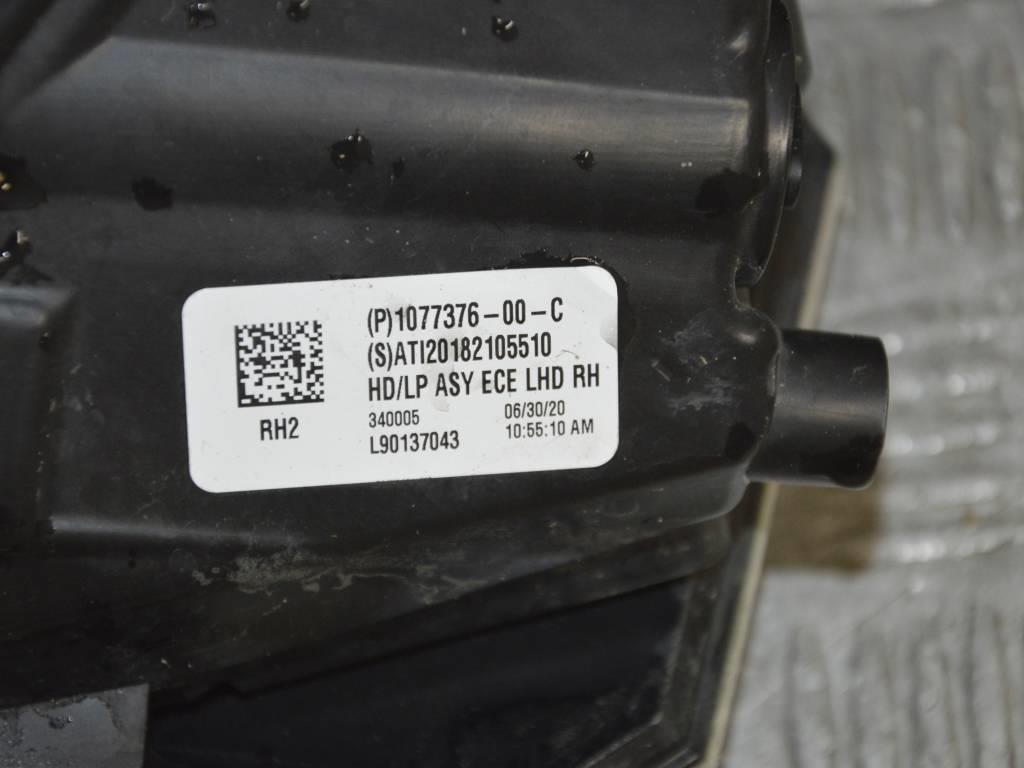 (P)1077376-00-C
(S)ATI20182105510
HD/LP ASY ECE LHD RH
340005 06/30/20
L90137043 10:55:10 AM
RH2